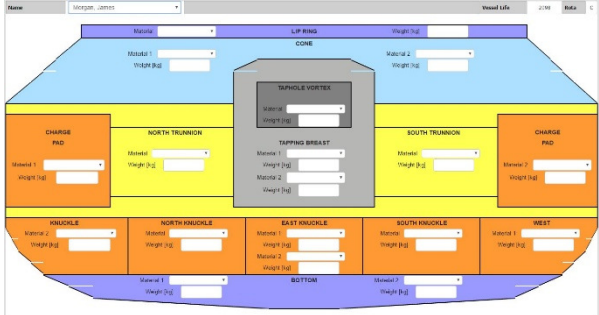 Name Morgan, James Vessel Life 2098 Heta
Material LIP RING Weight [kg]
CONE
Material 1 Material 2
Weight [kg] Weight [kg]
TAPHOLE VORTEX
Material
Weight [kg]
CHARGE PAD
NORTH TRUNNION
TAPPING BREAST
SOUTH TRUNNION
CHARGE PAD
Material 1
Weight [kg]
Material
Weight [kg]
Material 1
Weight [kg]
Material 2
Weight [kg]
Material
Weight [kg]
Material 2
Weight [kg]
KNUCKLE NORTH KNUCKLE EAST KNUCKLE SOUTH KNUCKLE WEST
Material 2 Material Material 1 Material Material 1
Weight [kg] Weight [kg] Weight [kg] Weight [kg] Weight [kg]
Material 2
Weight [kg]
Material 1 BOTTOM Material 2
Weight [kg] Weight [kg]